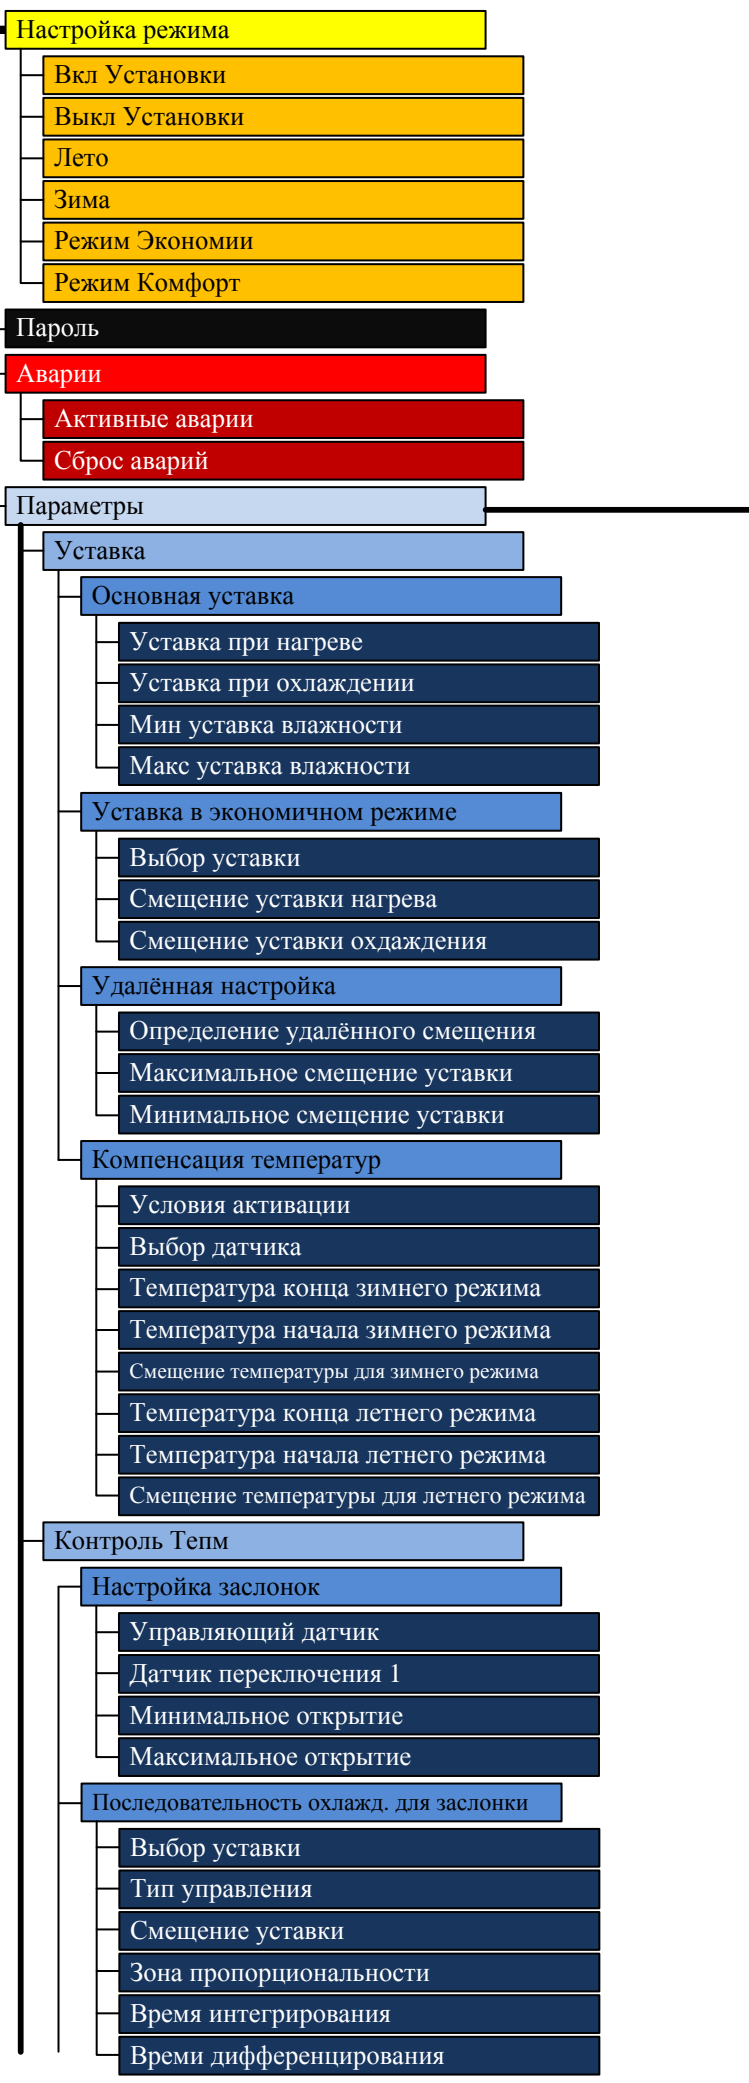 Настройка режима
Вкл Установки
Выкл Установки
Лето
Зима
Режим Экономии
Режим Комфорт
Пароль
Аварии
Активные аварии
Сброс аварий
Параметры
Уставка
Основная уставка
Уставка при нагреве
Уставка при охлаждении
Мин уставка влажности
Макс уставка влажности
Уставка в экономичном режиме
Выбор уставки
Смещение уставки нагрева
Смещение уставки охдаждения
Удалённая настройка
Определение удалённого смещения
Максимальное смещение уставки
Минимальное смещение уставки
Компенсация температур
Условия активации
Выбор датчика
Температура конца зимнего режима
Температура начала зимнего режима
Смещение температуры для зимнего режима
Температура конца летнего режима
Температура начала летнего режима
Смещение температуры для летнего режима
Контроль Тепм
Настройка заслонок
Управляющий датчик
Датчик переключения 1
Минимальное открытие
Максимальное открытие
Последовательность охлажд. для заслонки
Выбор уставки
Тип управления
Смещение уставки
Зона пропорциональности
Время интегрирования
Времи дифференцирования